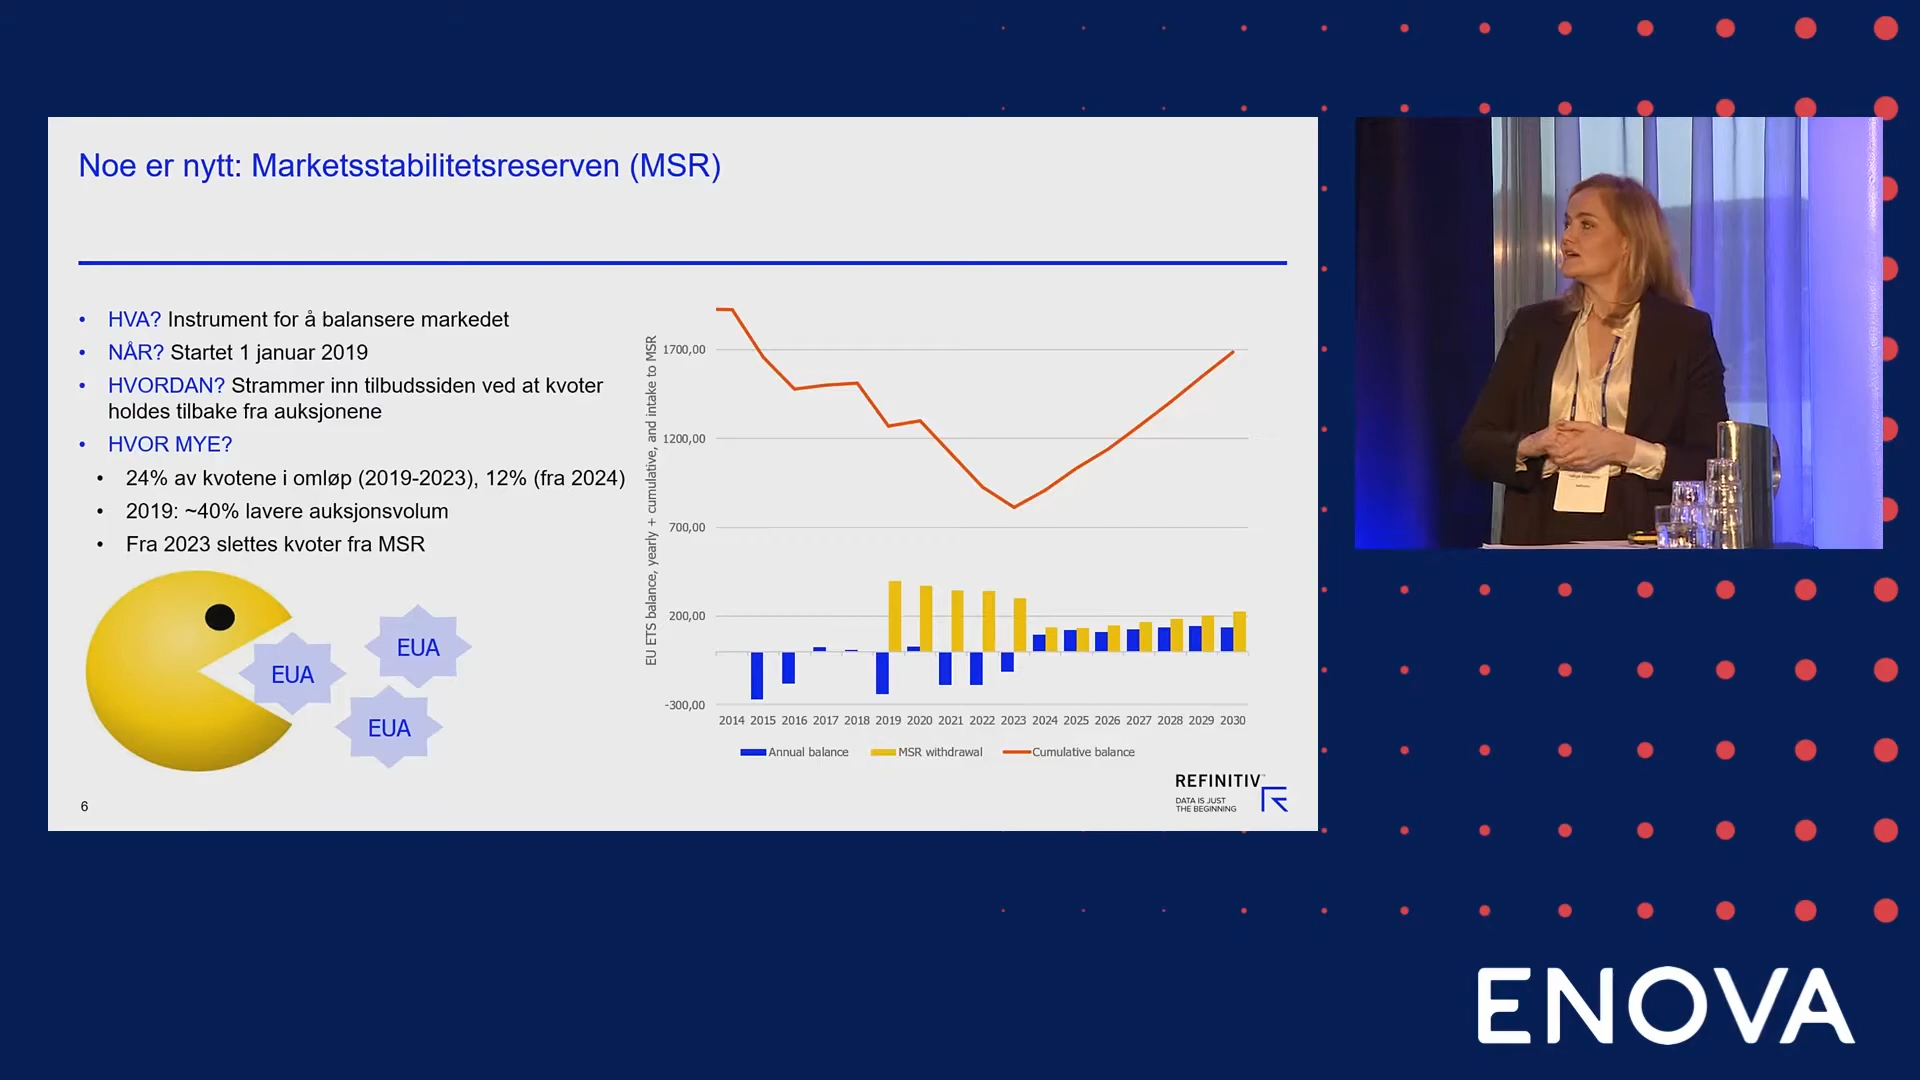 Noe er nytt: Marketsstabilitetsreserven (MSR)
• HVA? Instrument for å balansere markedet
• NÅR? Startet 1 januar 2019
• HVORDAN? Strammer inn tilbudssiden ved at kvoter
holdes tilbake fra auksjonene
• HVOR MYE?
• 24% av kvotene i omløp (2019-2023), 12% (fra 2024)
• 2019: ~40% lavere auksjonsvolum
• Fra 2023 slettes kvoter fra MSR
EUA
EUA
EUA
EU ETS balance, yearly + cumulative, and intake to MSR
1700,00
1200,00
700,00
200,00
-300,00
2014 2015 2016 2017 2018 2019 2020 2021 2022 2023 2024 2025 2026 2027 2028 2029 2030
Annual balance MSR withdrawal Cumulative balance
REFINITIV
DATA IS JUST
THE BEGINNING
6
ENOVA